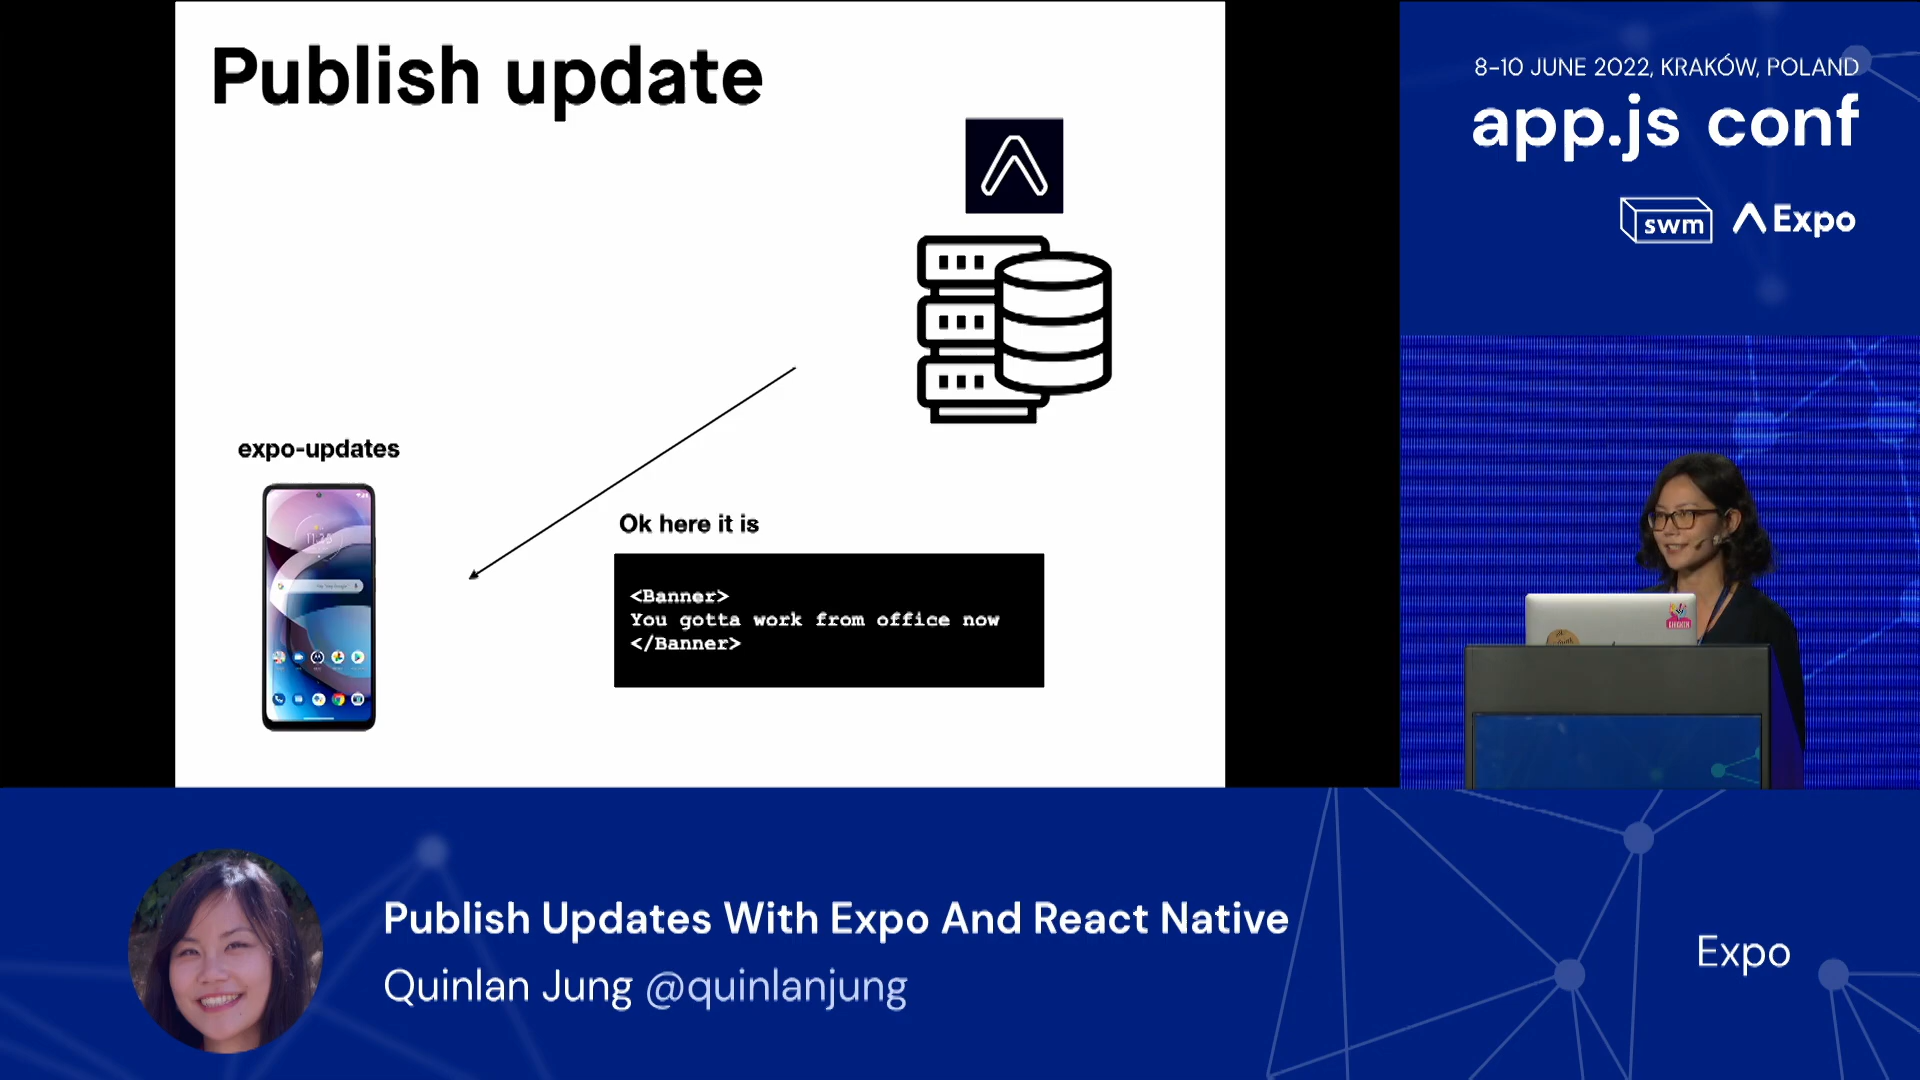 Publish update
expo-updates
Ok here it is
<Banner>
You gotta work from office now
</Banner>
8–10 JUNE 2022, KRAKÓW, POLAND
app.js conf
swm
Expo
Publish Updates With Expo And React Native
Quinlan Jung @quinlanjung
Expo